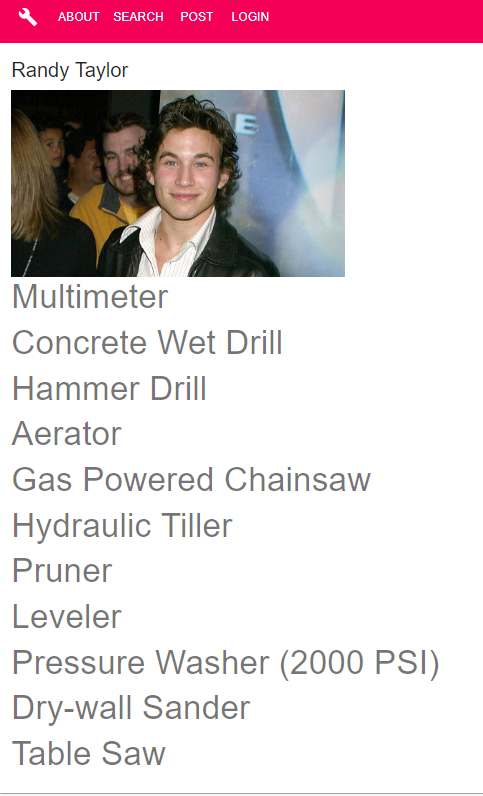 ABOUT SEARCH POST LOGIN
Randy Taylor
E
Multimeter
Concrete Wet Drill
Hammer Drill
Aerator
Gas Powered Chainsaw
Hydraulic Tiller
Pruner
Leveler
Pressure Washer (2000 PSI)
Dry-wall Sander
Table Saw